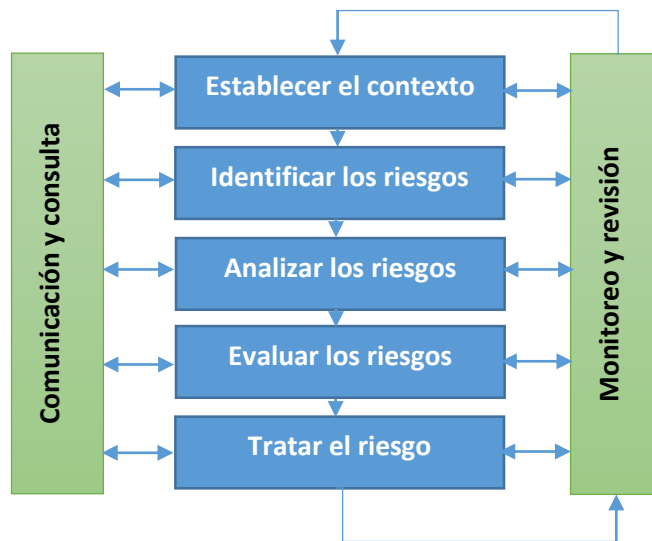 Comunicación y consulta
Establecer el contexto
Identificar los riesgos
Analizar los riesgos
Evaluar los riesgos
Tratar el riesgo
Monitoreo y revisión